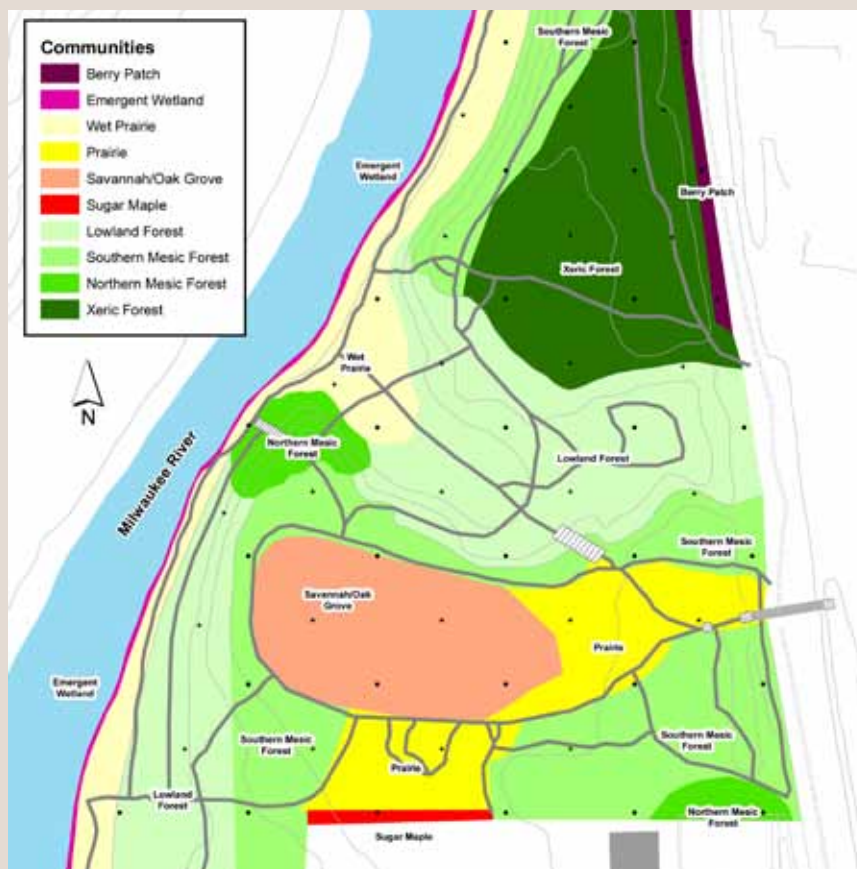 Communities
Berry Patch
Emergent Wetland
Wet Prairie
Prairie
Savannah/Oak Grove
Sugar Maple
Lowland Forest
Southern Mesic Forest
Northern Mesic Forest
Xeric Forest
N
Southern Mesic
Forest
Emergent
Wetland
Berry Patch
Xeric Forest
Wet
Prairie
Milwaukee River
Northern Mesic
Forest
Lowland Forest
Southern Mesic
Forest
Savannah/Oak
Grove
Prairie
Emergent
Wetland
Southern Mesic
Forest
Southern Mesic
Forest
Prairie
Lowland
Forest
Northern Mesic
Forest
Sugar Maple